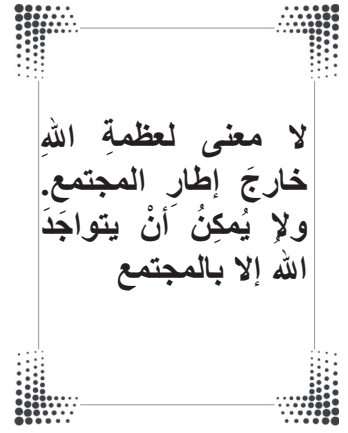 لا معنى لعظمةِ اللهِ
خارجَ إطارِ المجتمع.
ولا يُمكِنُ أنْ يتواجَدَ
اللهُ إلا بالمجتمع